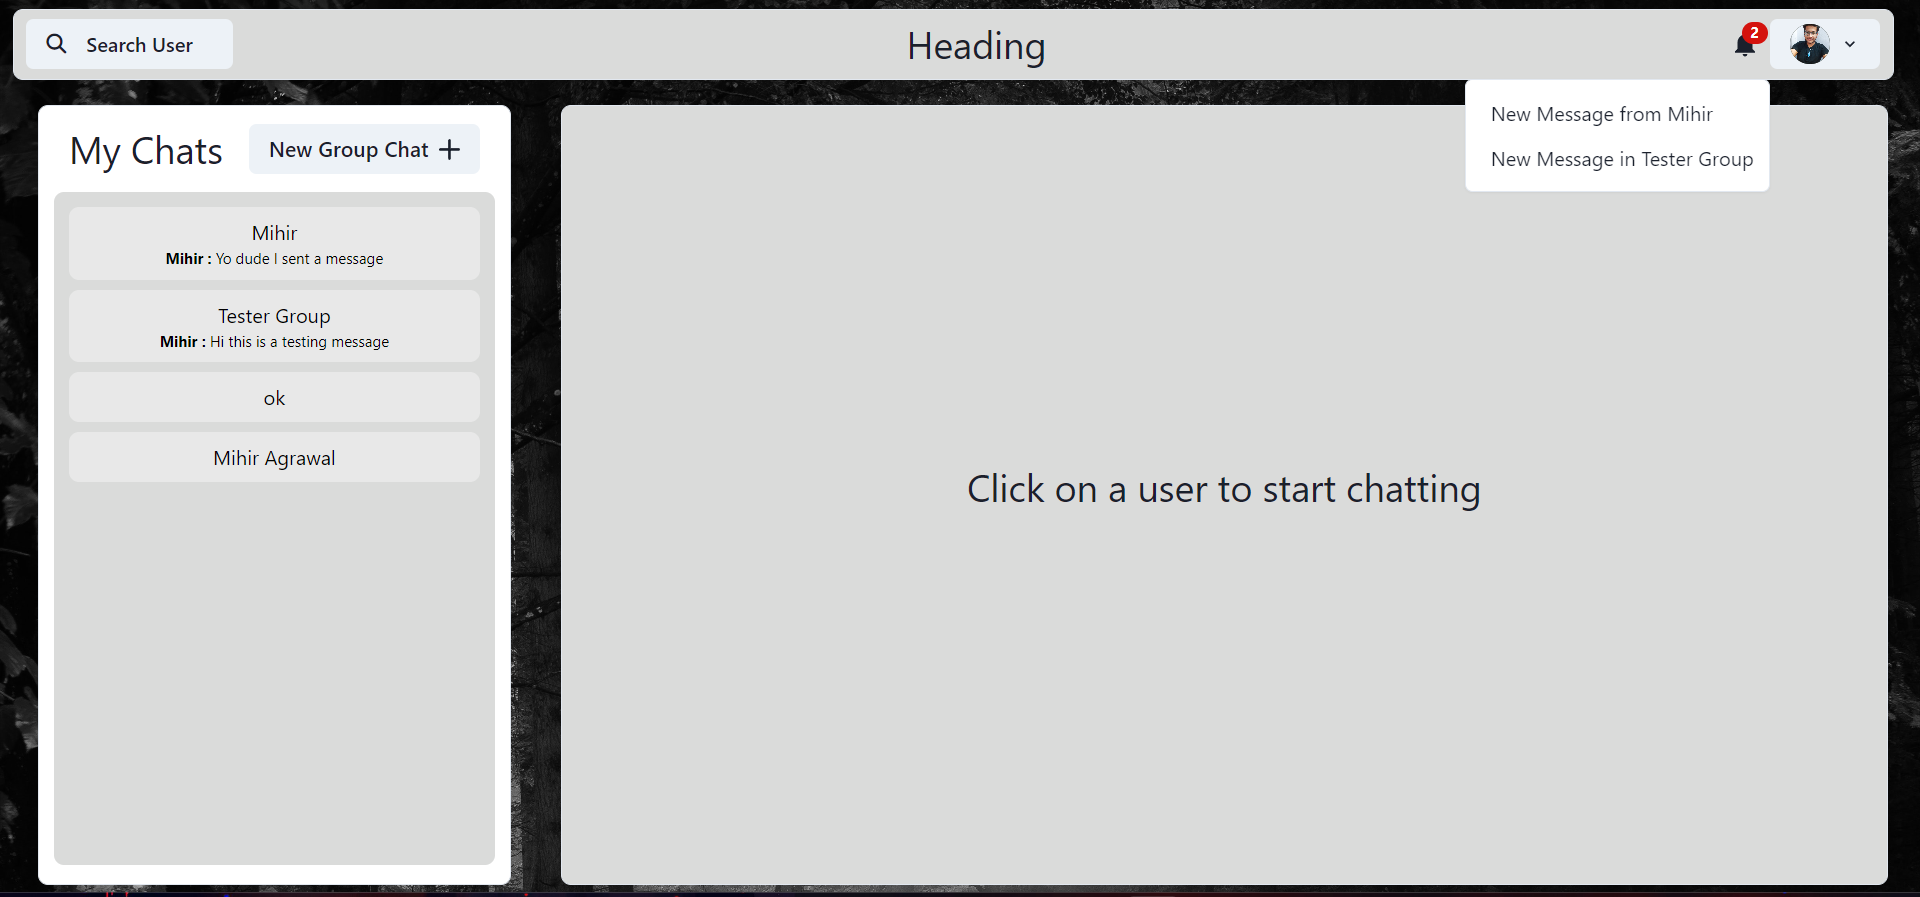 Search User
Heading
2
New Message from Mihir
New Message in Tester Group
My Chats
New Group Chat
Mihir
Mihir : Yo dude I sent a message
Tester Group
Mihir : Hi this is a testing message
ok
Mihir Agrawal
Click on a user to start chatting